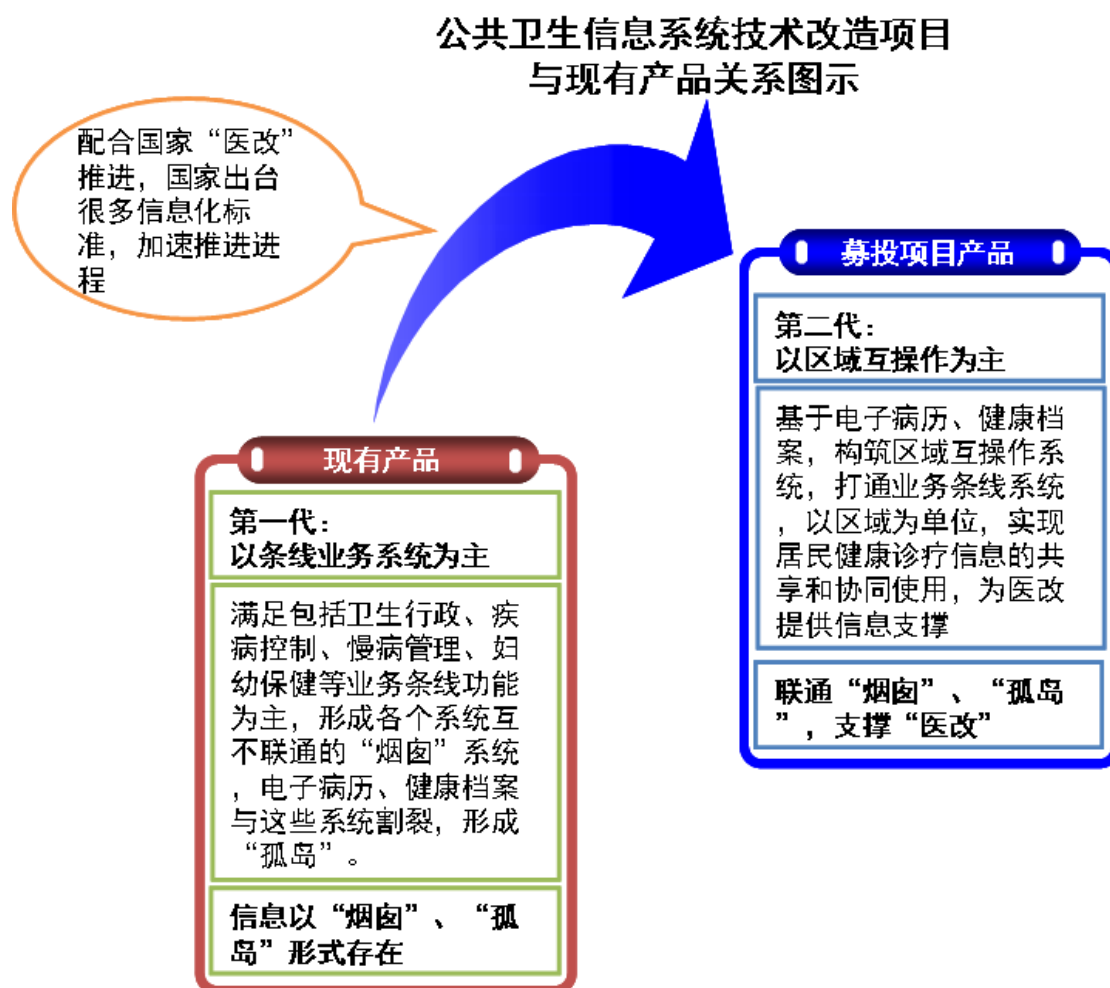 公共卫生信息系统技术改造项目
与现有产品关系图示
配合国家“医改”
推进，国家出台
很多信息化标
准，加速推进进
程
募投项目产品
第二代：
以区域互操作为主
基于电子病历、健康档
案，构筑区域互操作系
统，打通业务条线系统
，以区域为单位，实现
居民健康诊疗信息的共
享和协同使用，为医改
提供信息支撑
联通“烟囱”、“孤岛
”，支撑“医改”
现有产品
第一代：
以条线业务系统为主
满足包括卫生行政、疾
病控制、慢病管理、妇
幼保健等业务条线功能
为主，形成各个系统互
不联通的“烟囱”系统
，电子病历、健康档案
与这些系统割裂，形成
“孤岛”。
信息以“烟囱”、“孤
岛”形式存在